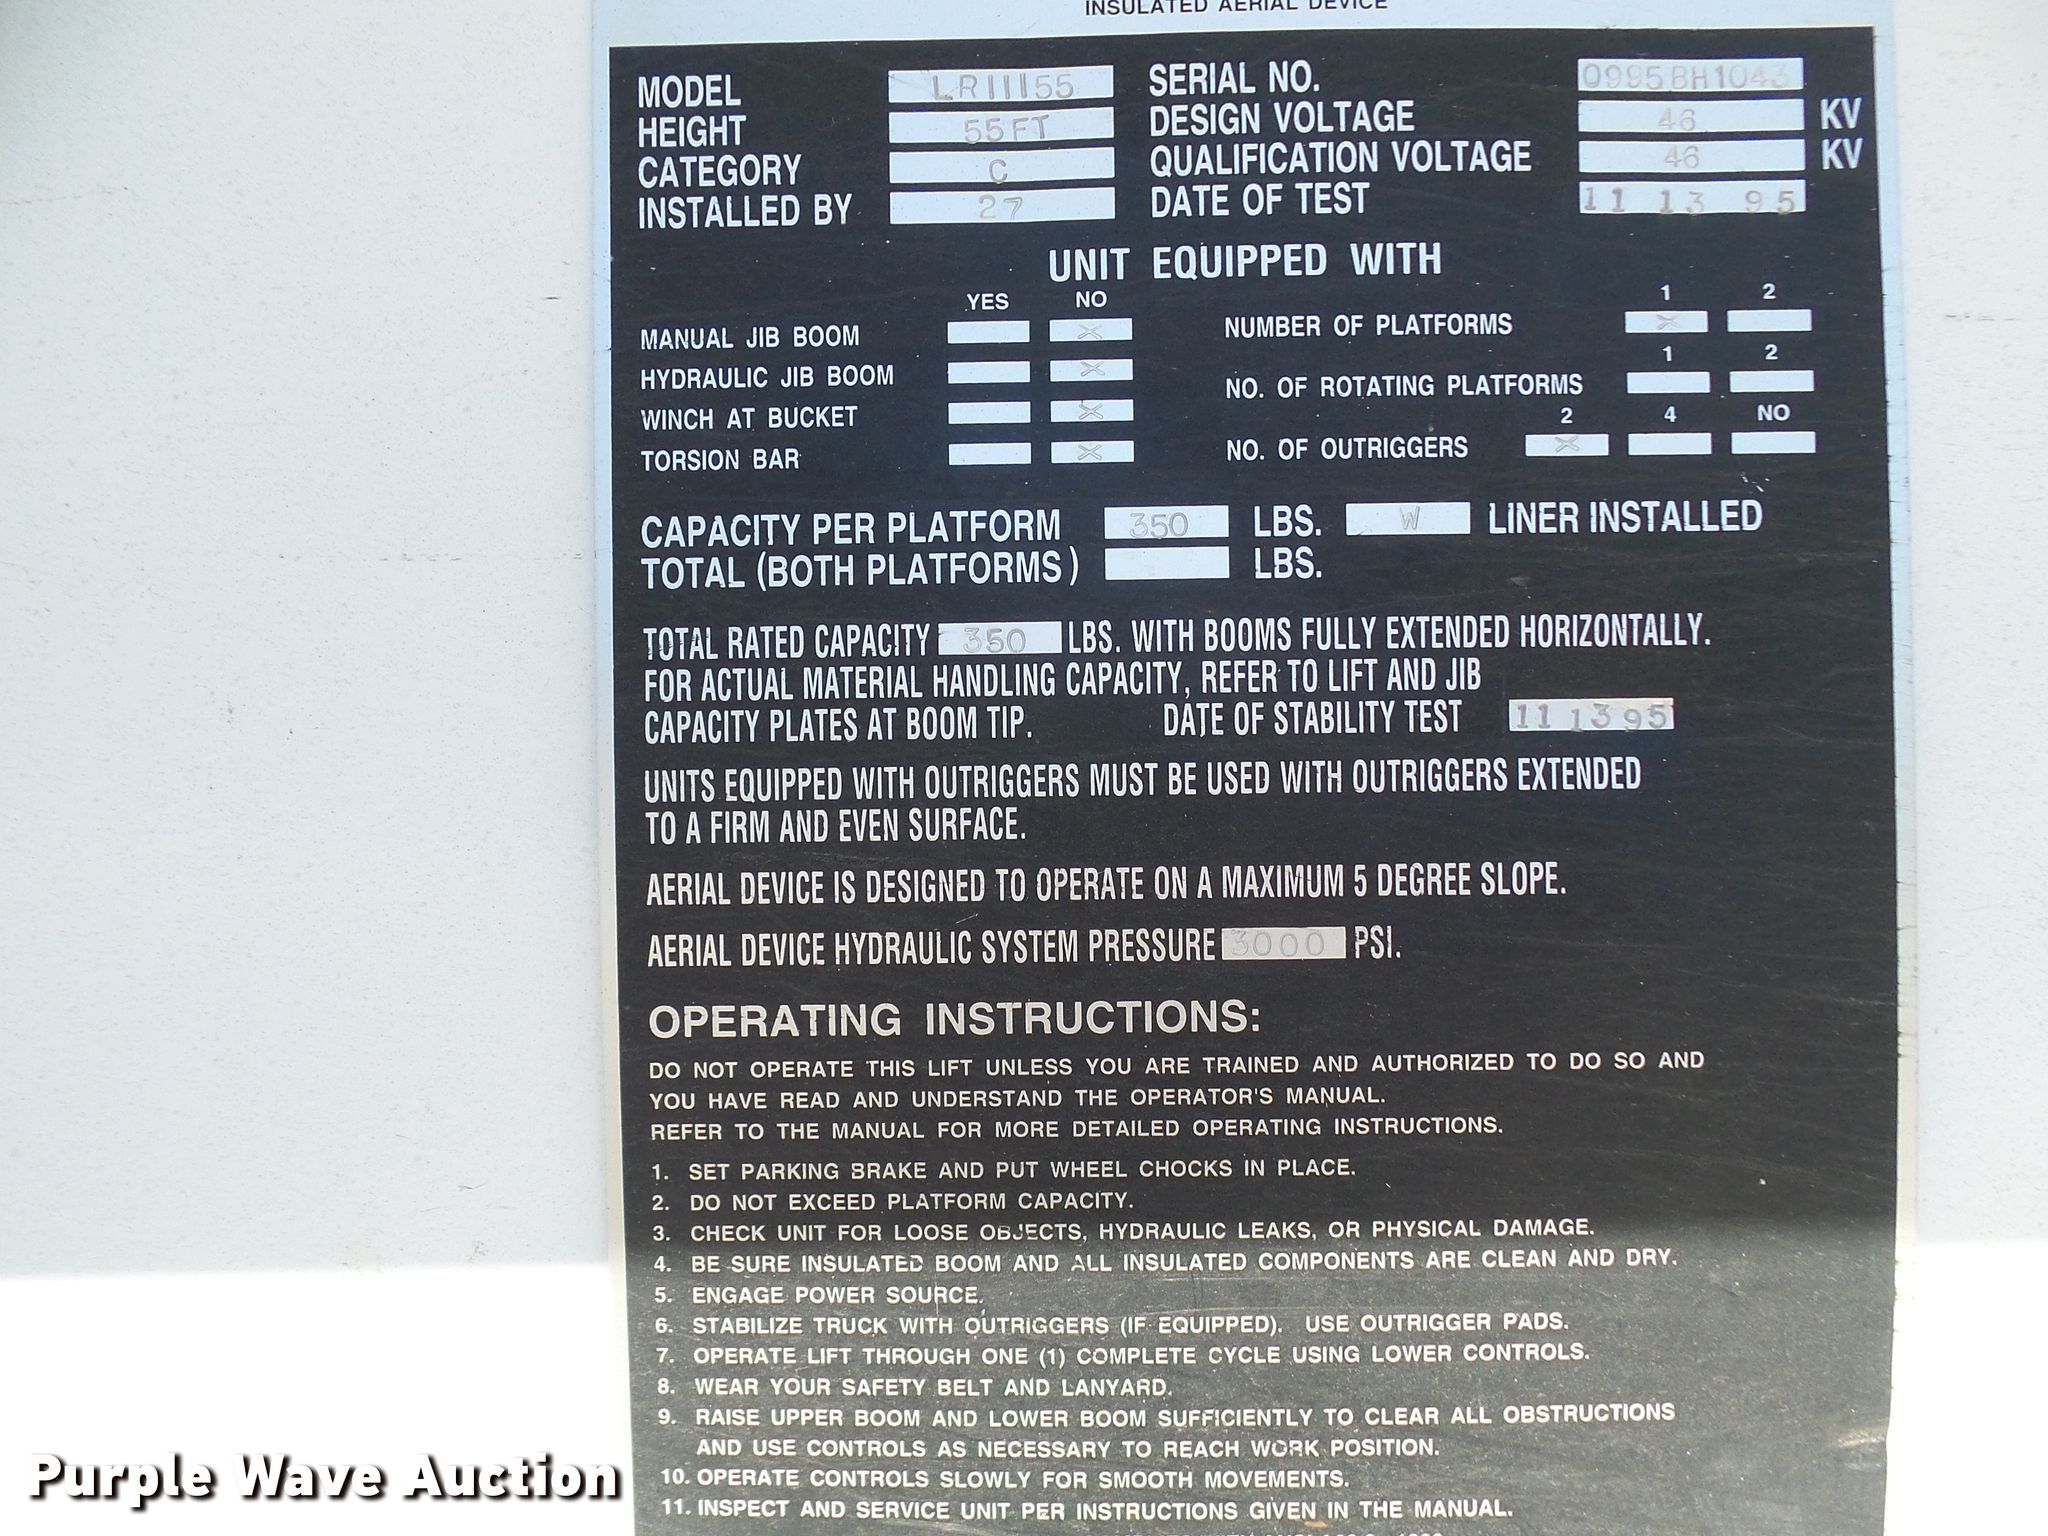 INSULATED AERIAL DEVICE
MODEL LRIII55 SERIAL NO. 0995BH1043
HEIGHT 55FT DESIGN VOLTAGE 46 KV
CATEGORY C QUALIFICATION VOLTAGE 46 KV
INSTALLED BY 27 DATE OF TEST 11 13 95
UNIT EQUIPPED WITH
YES NO 1 2
MANUAL JIB BOOM X NUMBER OF PLATFORMS X
1 2
HYDRAULIC JIB BOOM X NO. OF ROTATING PLATFORMS
2 4 NO
WINCH AT BUCKET X
TORSION BAR X NO. OF OUTRIGGERS X
CAPACITY PER PLATFORM 350 LBS. W LINER INSTALLED
TOTAL (BOTH PLATFORMS) LBS.
TOTAL RATED CAPACITY 350 LBS. WITH BOOMS FULLY EXTENDED HORIZONTALLY.
FOR ACTUAL MATERIAL HANDLING CAPACITY, REFER TO LIFT AND JIB
CAPACITY PLATES AT BOOM TIP. DATE OF STABILITY TEST 11 13 95
UNITS EQUIPPED WITH OUTRIGGERS MUST BE USED WITH OUTRIGGERS EXTENDED
TO A FIRM AND EVEN SURFACE.
AERIAL DEVICE IS DESIGNED TO OPERATE ON A MAXIMUM 5 DEGREE SLOPE.
AERIAL DEVICE HYDRAULIC SYSTEM PRESSURE 3000 PSI.
OPERATING INSTRUCTIONS:
DO NOT OPERATE THIS LIFT UNLESS YOU ARE TRAINED AND AUTHORIZED TO DO SO AND
YOU HAVE READ AND UNDERSTAND THE OPERATOR'S MANUAL.
REFER TO THE MANUAL FOR MORE DETAILED OPERATING INSTRUCTIONS.
1. SET PARKING BRAKE AND PUT WHEEL CHOCKS IN PLACE.
2. DO NOT EXCEED PLATFORM CAPACITY.
3. CHECK UNIT FOR LOOSE OBJECTS, HYDRAULIC LEAKS, OR PHYSICAL DAMAGE.
4. BE SURE INSULATED BOOM AND ALL INSULATED COMPONENTS ARE CLEAN AND DRY.
5. ENGAGE POWER SOURCE.
6. STABILIZE TRUCK WITH OUTRIGGERS (IF EQUIPPED). USE OUTRIGGER PADS.
7. OPERATE LIFT THROUGH ONE (1) COMPLETE CYCLE USING LOWER CONTROLS.
8. WEAR YOUR SAFETY BELT AND LANYARD.
9. RAISE UPPER BOOM AND LOWER BOOM SUFFICIENTLY TO CLEAR ALL OBSTRUCTIONS
AND USE CONTROLS AS NECESSARY TO REACH WORK POSITION.
10. OPERATE CONTROLS SLOWLY FOR SMOOTH MOVEMENTS.
11. INSPECT AND SERVICE UNIT PER INSTRUCTIONS GIVEN IN THE MANUAL.
Purple Wave Auction